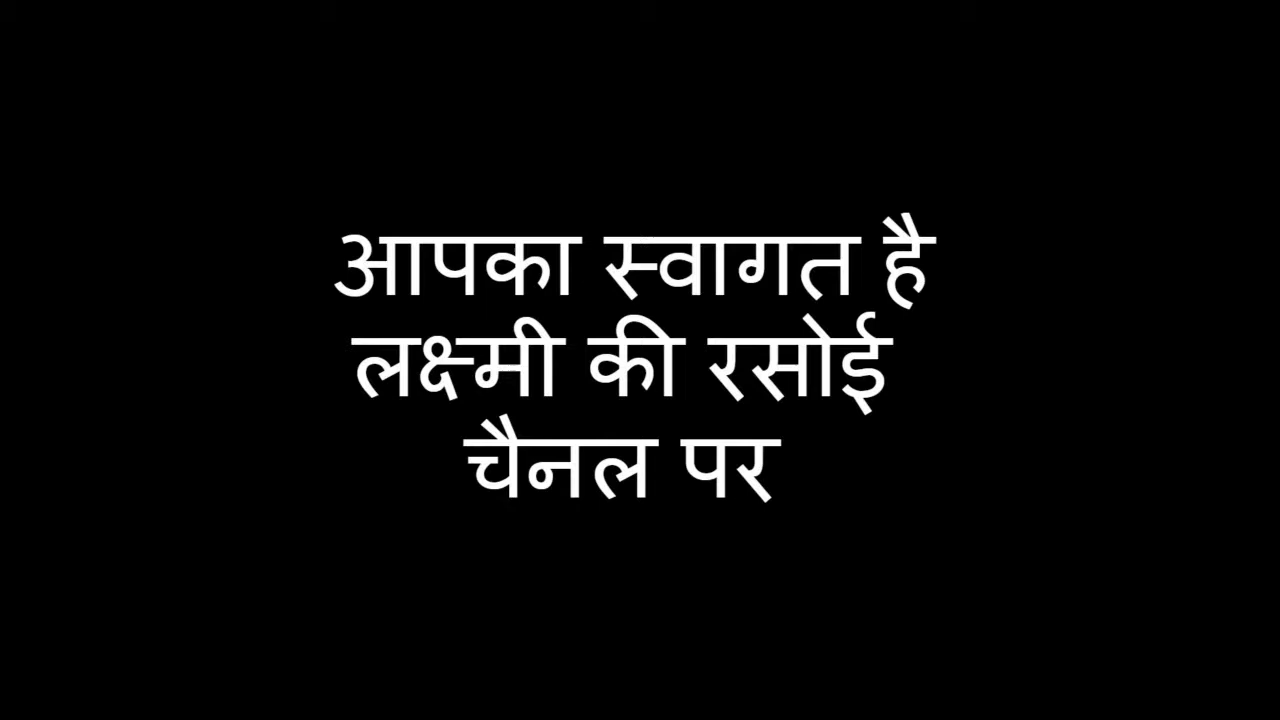 आपका स्वागत है
लक्ष्मी की रसोई
चैनल पर